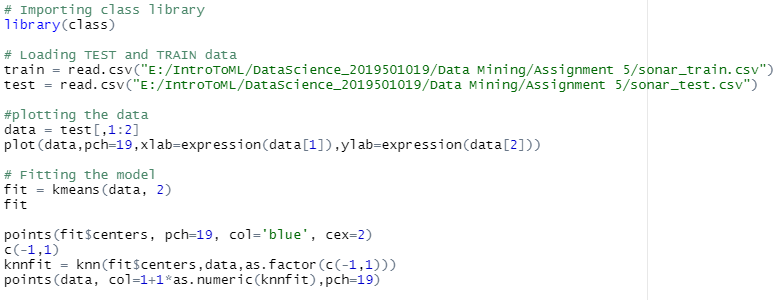 # Importing class library
library(class)
# Loading TEST and TRAIN data
train = read.csv("E:/IntroToML/DataScience_2019501019/Data Mining/Assignment 5/sonar_train.csv")
test = read.csv("E:/IntroToML/DataScience_2019501019/Data Mining/Assignment 5/sonar_test.csv")
#plotting the data
data = test[,1:2]
plot(data,pch=19,xlab=expression(data[1]),ylab=expression(data[2]))
# Fitting the model
fit = kmeans(data, 2)
fit
points(fit$centers, pch=19, col='blue', cex=2)
c(-1,1)
knnfit = knn(fit$centers,data,as.factor(c(-1,1)))
points(data, col=1+1*as.numeric(knnfit),pch=19)